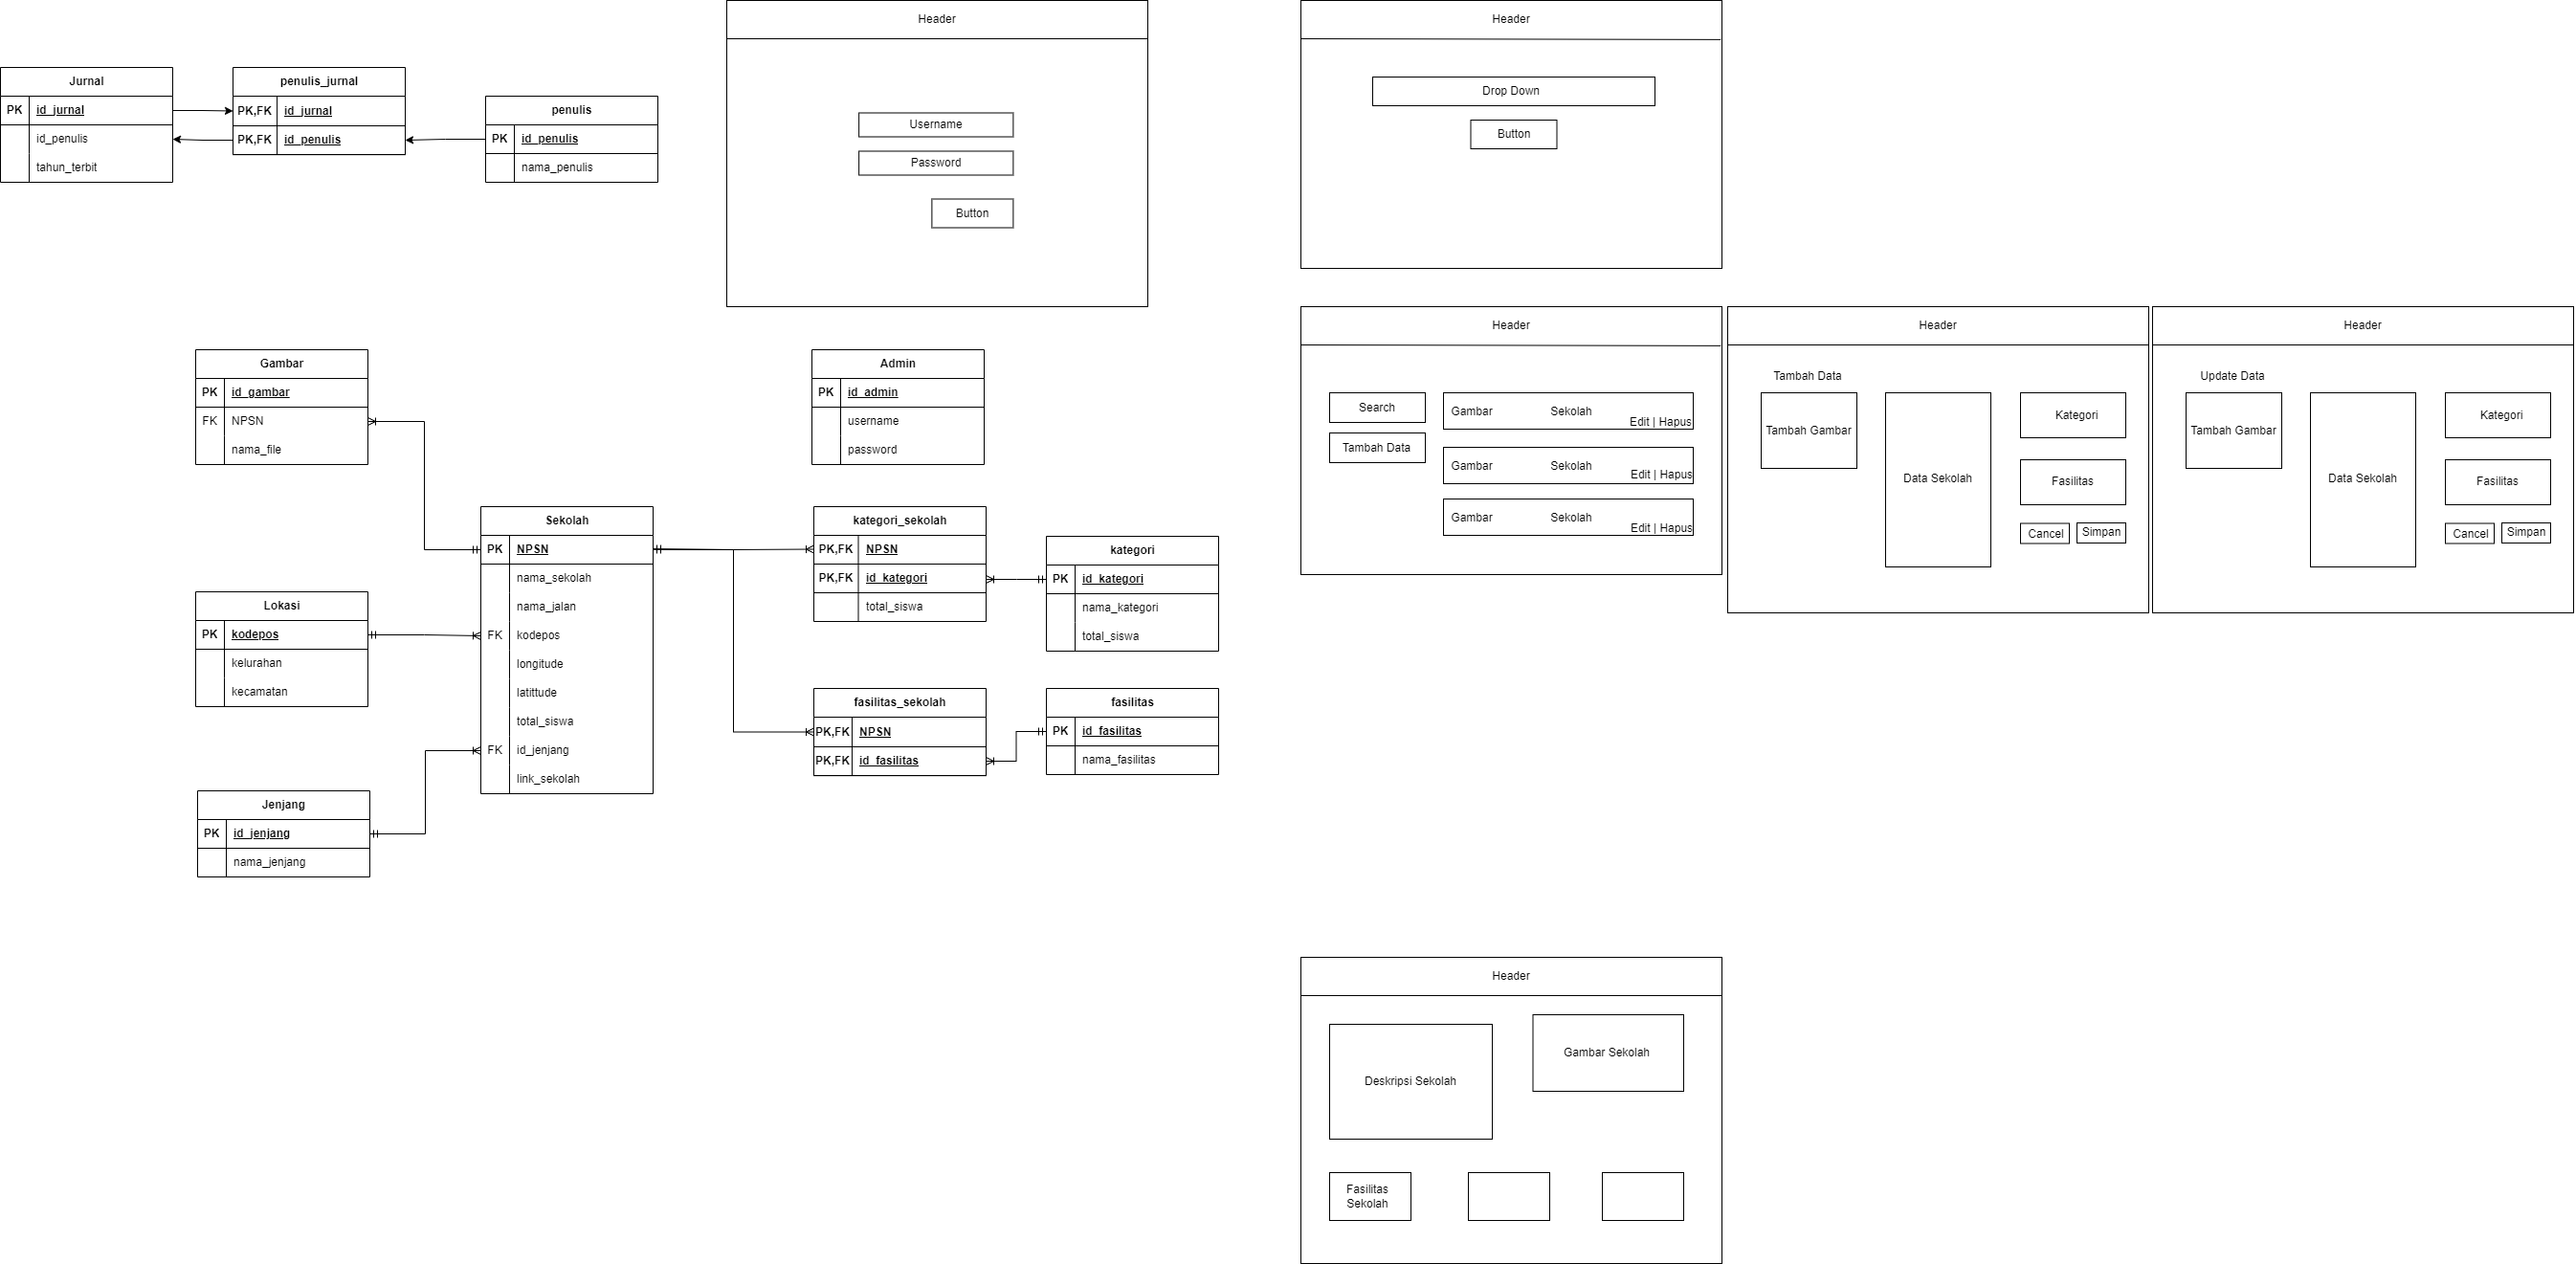 Jurnal
PK id_jurnal
id_penulis
tahun_terbit
penulis_jurnal
PK,FK id_jurnal
PK,FK id_penulis
penulis
PK id_penulis
nama_penulis
Header
Username
Password
Button
Header
Drop Down
Button
Gambar
PK id_gambar
FK NPSN
nama_file
Lokasi
PK kodepos
kelurahan
kecamatan
Jenjang
PK id_jenjang
nama_jenjang
Sekolah
PK NPSN
nama_sekolah
nama_jalan
FK kodepos
longitude
latittude
total_siswa
FK id_jenjang
link_sekolah
Admin
PK id_admin
username
password
kategori_sekolah
PK,FK NPSN
PK,FK id_kategori
total_siswa
kategori
PK id_kategori
nama_kategori
total_siswa
fasilitas_sekolah
PK,FK NPSN
PK,FK id_fasilitas
fasilitas
PK id_fasilitas
nama_fasilitas
Header
Search
Tambah Data
Gambar Sekolah
Edit | Hapus
Gambar Sekolah
Edit | Hapus
Gambar Sekolah
Edit | Hapus
Header
Tambah Data
Tambah Gambar
Data Sekolah
Kategori
Fasilitas
Cancel Simpan
Header
Update Data
Tambah Gambar
Data Sekolah
Kategori
Fasilitas
Cancel Simpan
Header
Deskripsi Sekolah
Gambar Sekolah
Fasilitas
Sekolah